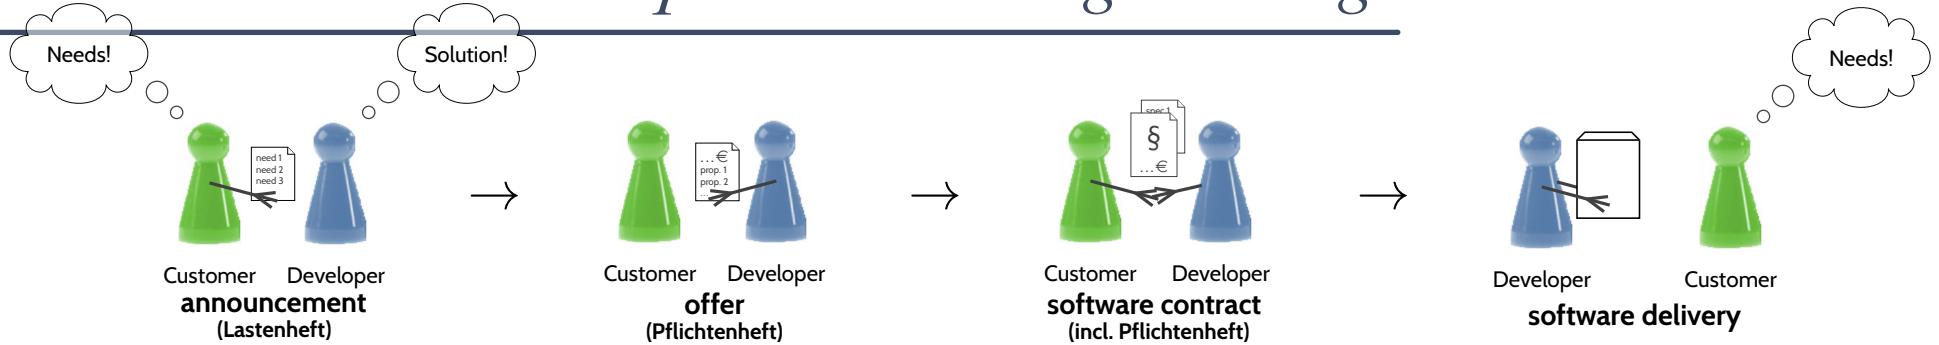 Needs!
Solution!
Needs!
need 1
need 2
need 3
...€
prop. 1
prop. 2
spec 1
§
...€
Customer Developer
announcement
(Lastenheft)
Customer Developer
offer
(Pflichtenheft)
Customer Developer
software contract
(incl. Pflichtenheft)
Developer Customer
software delivery